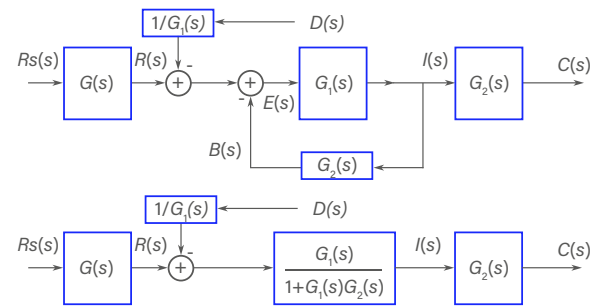 1/G₁(s) D(s)
Rs(s) R(s) - I(s) C(s)
G(s) + + G₁(s) G₂(s)
- E(s)
B(s) G₂(s)
1/G₁(s) D(s)
Rs(s) R(s) - G₁(s) I(s) C(s)
G(s) + 1+G₁(s)G₂(s) G₂(s)